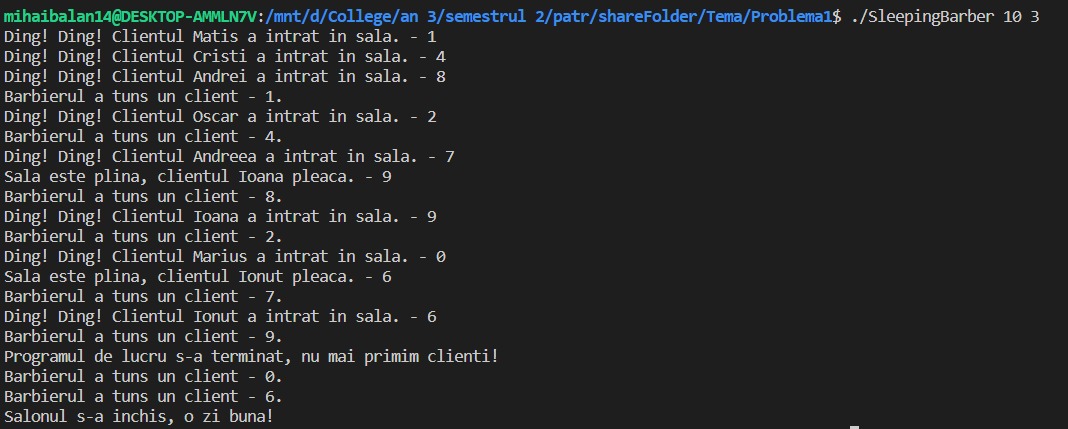 mihaibalan14@DESKTOP-AMMLN7V:/mnt/d/College/an 3/semestrul 2/patr/shareFolder/Tema/Problema1$ ./SleepingBarber 10 3
Ding! Ding! Clientul Matis a intrat in sala. - 1
Ding! Ding! Clientul Cristi a intrat in sala. - 4
Ding! Ding! Clientul Andrei a intrat in sala. - 8
Barbierul a tuns un client - 1.
Ding! Ding! Clientul Oscar a intrat in sala. - 2
Barbierul a tuns un client - 4.
Ding! Ding! Clientul Andreea a intrat in sala. - 7
Sala este plina, clientul Ioana pleaca. - 9
Barbierul a tuns un client - 8.
Ding! Ding! Clientul Ioana a intrat in sala. - 9
Barbierul a tuns un client - 2.
Ding! Ding! Clientul Marius a intrat in sala. - 0
Sala este plina, clientul Ionut pleaca. - 6
Barbierul a tuns un client - 7.
Ding! Ding! Clientul Ionut a intrat in sala. - 6
Barbierul a tuns un client - 9.
Programul de lucru s-a terminat, nu mai primim clienti!
Barbierul a tuns un client - 0.
Barbierul a tuns un client - 6.
Salonul s-a inchis, o zi buna!